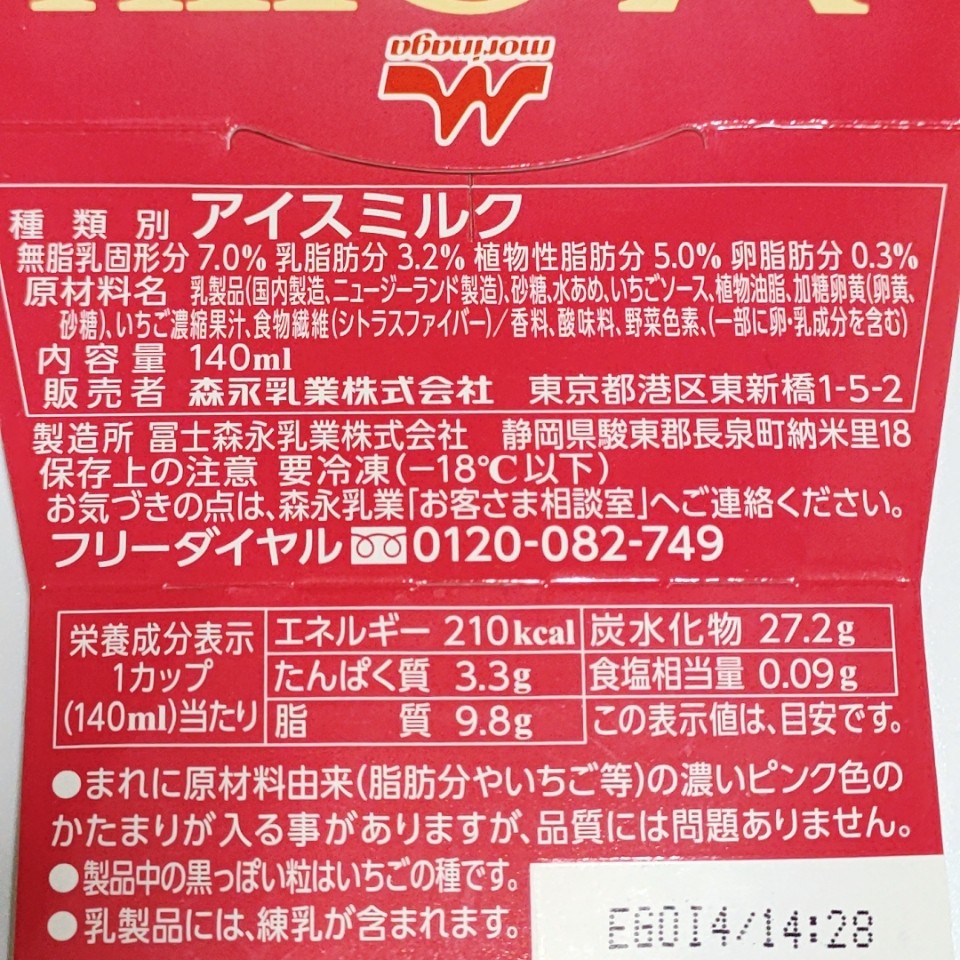 morinaga
種類別 アイスミルク
無脂乳固形分 7.0% 乳脂肪分 3.2% 植物性脂肪分 5.0% 卵脂肪分 0.3%
原材料名 乳製品(国内製造、ニュージーランド製造)、砂糖、水あめ、いちごソース、植物油脂、加糖卵黄(卵黄、
砂糖)、いちご濃縮果汁、食物繊維(シトラスファイバー)/香料、酸味料、野菜色素、(一部に卵・乳成分を含む)
内容量 140ml
販売者 森永乳業株式会社 東京都港区東新橋1-5-2
製造所 冨士森永乳業株式会社 静岡県駿東郡長泉町納米里18
保存上の注意 要冷凍(-18℃以下)
お気づきの点は、森永乳業「お客さま相談室」へご連絡ください。
フリーダイヤル 0120-082-749
栄養成分表示
1カップ
(140ml)当たり
エネルギー 210kcal 炭水化物 27.2g
たんぱく質 3.3g 食塩相当量 0.09g
脂質 9.8g この表示値は、目安です。
●まれに原材料由来(脂肪分やいちご等)の濃いピンク色の
かたまりが入る事がありますが、品質には問題ありません。
●製品中の黒っぽい粒はいちごの種です。
●乳製品には、練乳が含まれます。
EGOI4/14:28